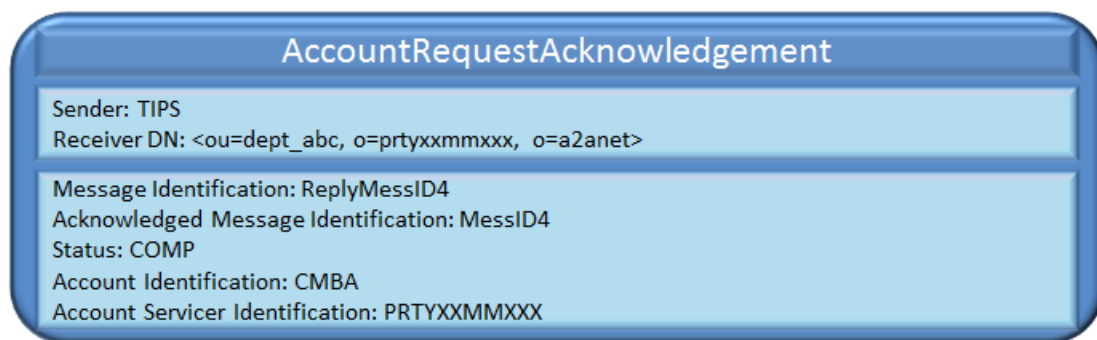 AccountRequestAcknowledgement
Sender: TIPS
Receiver DN: <ou=dept_abc, o=prtyxxmmxxx, o=a2anet>
Message Identification: ReplyMessID4
Acknowledged Message Identification: MessID4
Status: COMP
Account Identification: CMBA
Account Servicer Identification: PRTYXXMMXXX